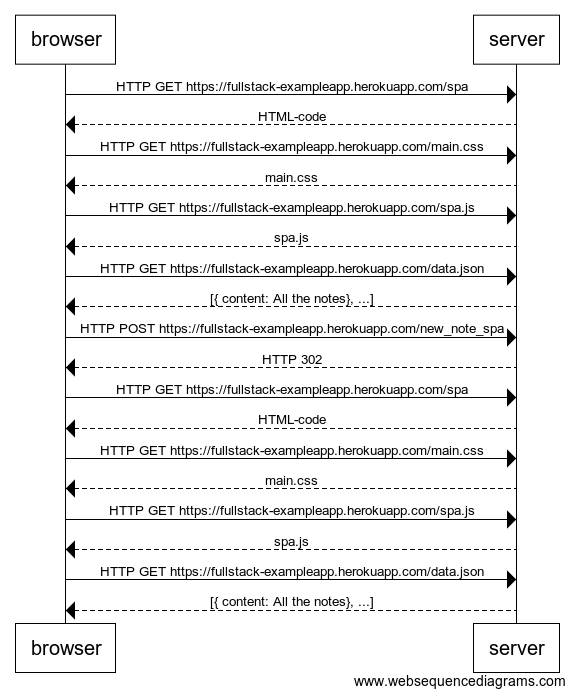 browser server
HTTP GET https://fullstack-exampleapp.herokuapp.com/spa
HTML-code
HTTP GET https://fullstack-exampleapp.herokuapp.com/main.css
main.css
HTTP GET https://fullstack-exampleapp.herokuapp.com/spa.js
spa.js
HTTP GET https://fullstack-exampleapp.herokuapp.com/data.json
[{ content: All the notes}, ...]
HTTP POST https://fullstack-exampleapp.herokuapp.com/new_note_spa
HTTP 302
HTTP GET https://fullstack-exampleapp.herokuapp.com/spa
HTML-code
HTTP GET https://fullstack-exampleapp.herokuapp.com/main.css
main.css
HTTP GET https://fullstack-exampleapp.herokuapp.com/spa.js
spa.js
HTTP GET https://fullstack-exampleapp.herokuapp.com/data.json
[{ content: All the notes}, ...]
browser server
www.websequencediagrams.com